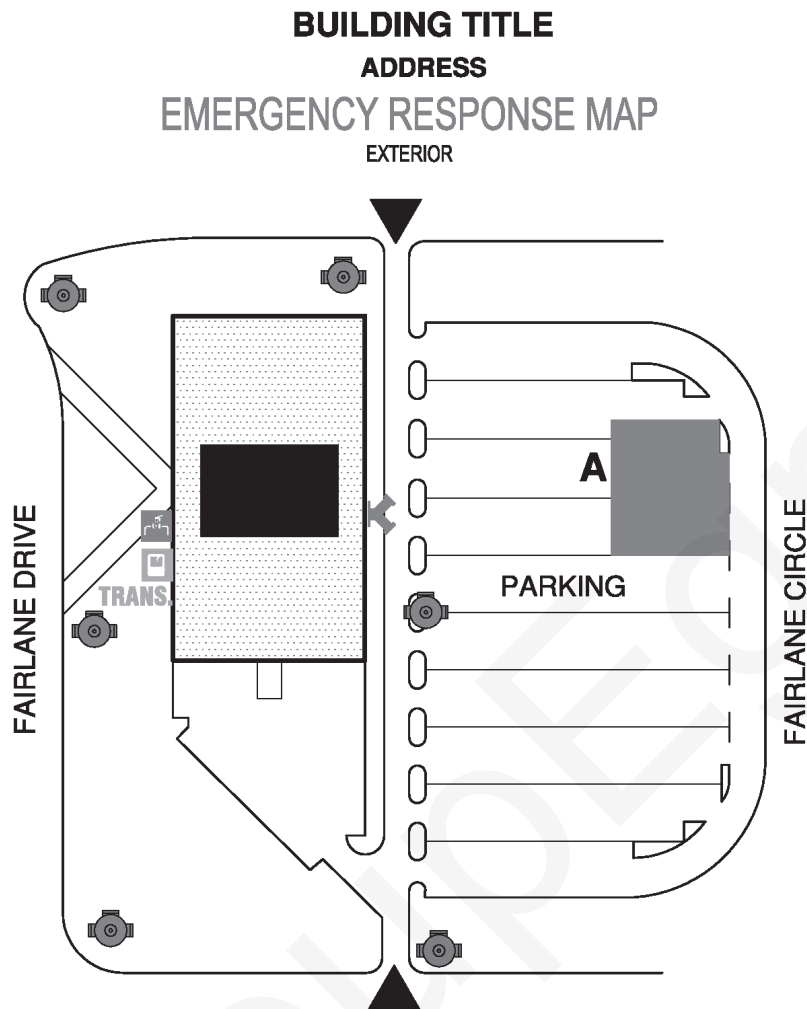 BUILDING TITLE
ADDRESS
EMERGENCY RESPONSE MAP
EXTERIOR
A
PARKING
TRANS.
FAIRLANE DRIVE
FAIRLANE CIRCLE